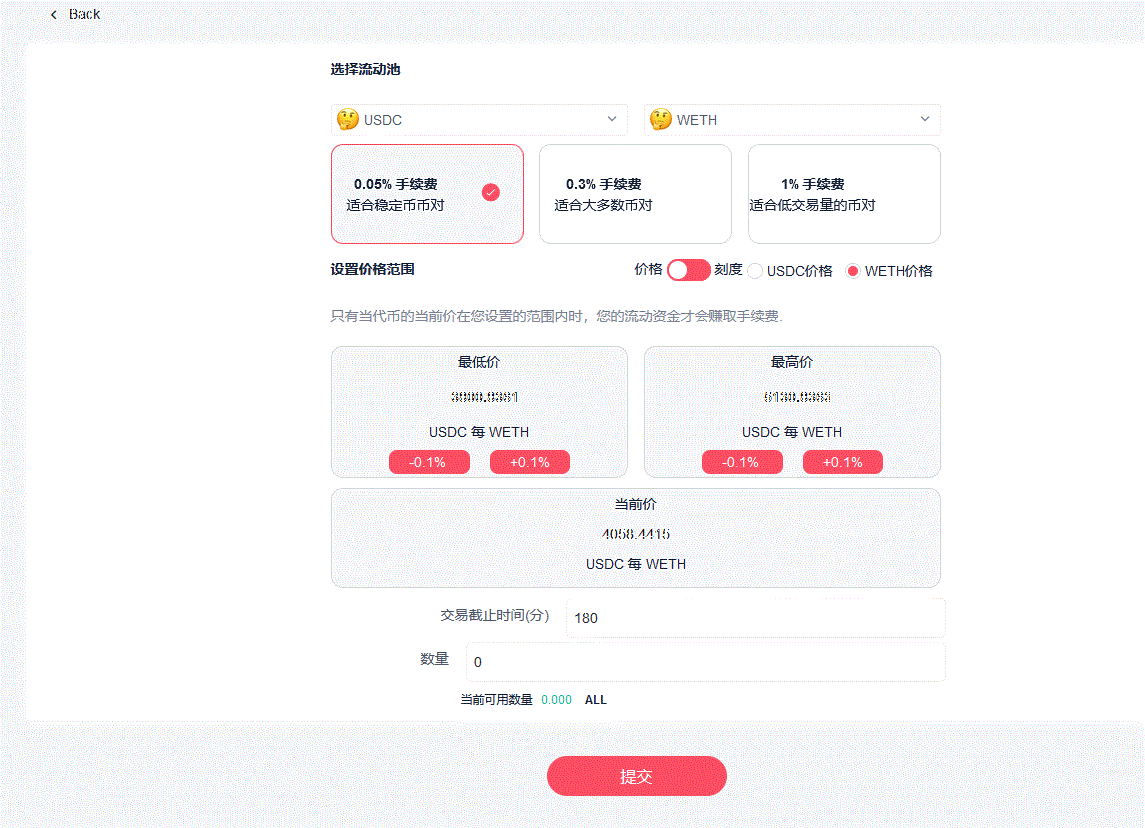 Back
选择流动池
USDC
WETH
0.05% 手续费
适合稳定币币对
0.3% 手续费
适合大多数币对
1% 手续费
适合低交易量的币对
设置价格范围
价格 刻度 USDC价格 WETH价格
只有当代币的当前价在您设置的范围内时，您的流动资金才会赚取手续费.
最低价
USDC 每 WETH
-0.1% +0.1%
最高价
USDC 每 WETH
-0.1% +0.1%
当前价
4058.4415
USDC 每 WETH
交易截止时间(分) 180
数量 0
当前可用数量 0.000 ALL
提交